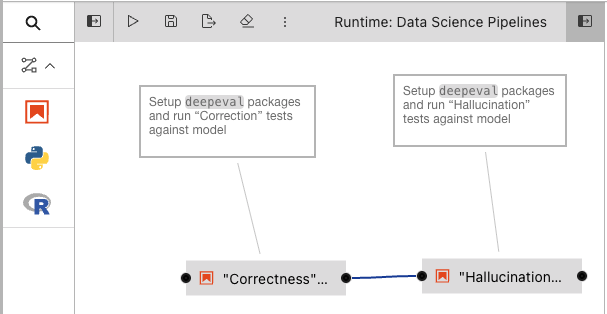 Runtime: Data Science Pipelines
Setup deepeval packages
and run “Correction” tests
against model
Setup deepeval packages
and run “Hallucination”
tests against model
"Correctness"...
"Hallucination...
R